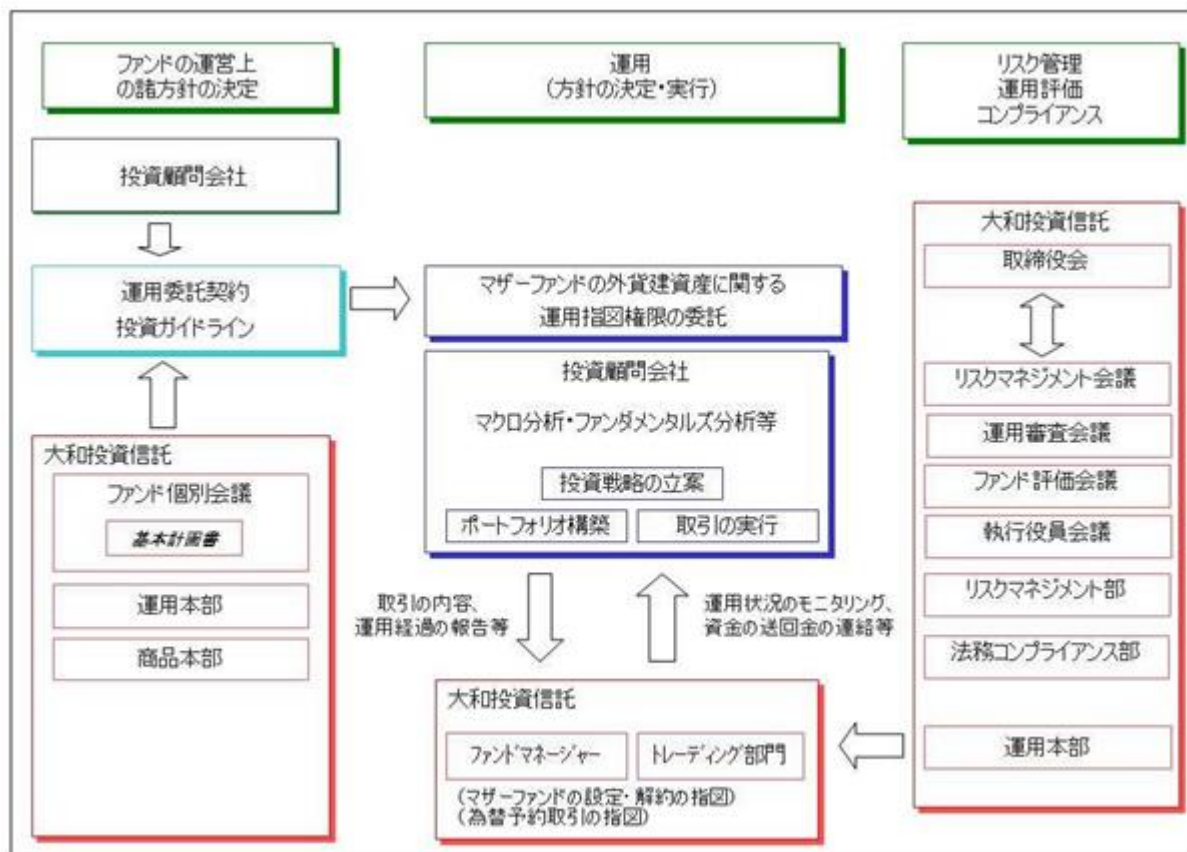 ファンドの運営上
の諸方針の決定
運用
(方針の決定・実行)
リスク管理
運用評価
コンプライアンス
投資顧問会社
運用委託契約
投資ガイドライン
マザーファンドの外貨建資産に関する
運用指図権限の委託
投資顧問会社
マクロ分析・ファンダメンタルズ分析等
投資戦略の立案
ポートフォリオ構築
取引の実行
大和投資信託
ファンド個別会議
基本計画書
運用本部
商品本部
取引の内容、
運用経過の報告等
運用状況のモニタリング、
資金の送回金の連絡等
大和投資信託
ファンドマネージャー
トレーディング部門
(マザーファンドの設定・解約の指図)
(為替予約取引の指図)
大和投資信託
取締役会
リスクマネジメント会議
運用審査会議
ファンド評価会議
執行役員会議
リスクマネジメント部
法務コンプライアンス部
運用本部